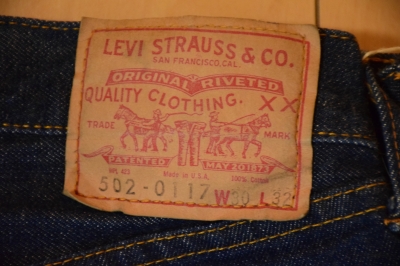 LEVI STRAUSS & CO.
SAN FRANCISCO, CAL.
ORIGINAL RIVETED
QUALITY CLOTHING. XX
TRADE MARK
PATENTED MAY 20 1873
Made in U.S.A.
502-0117 W30 L32